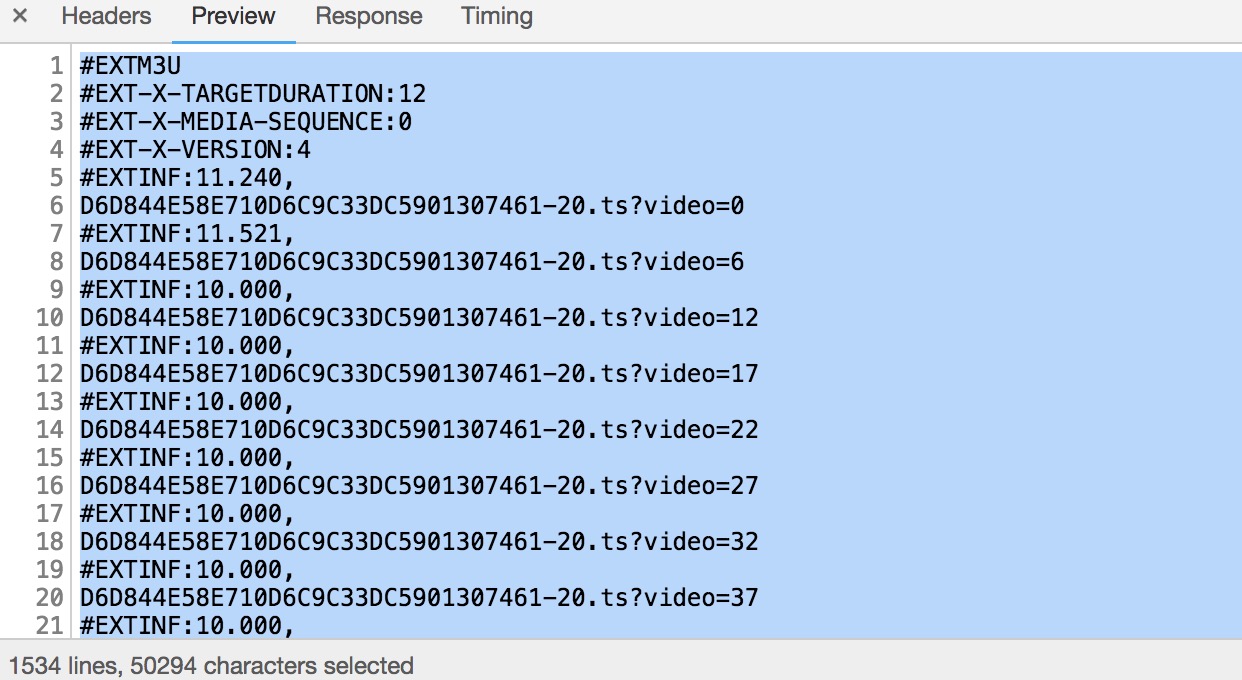 × Headers Preview Response Timing
1 #EXTM3U
2 #EXT-X-TARGETDURATION:12
3 #EXT-X-MEDIA-SEQUENCE:0
4 #EXT-X-VERSION:4
5 #EXTINF:11.240,
6 D6D844E58E710D6C9C33DC5901307461-20.ts?video=0
7 #EXTINF:11.521,
8 D6D844E58E710D6C9C33DC5901307461-20.ts?video=6
9 #EXTINF:10.000,
10 D6D844E58E710D6C9C33DC5901307461-20.ts?video=12
11 #EXTINF:10.000,
12 D6D844E58E710D6C9C33DC5901307461-20.ts?video=17
13 #EXTINF:10.000,
14 D6D844E58E710D6C9C33DC5901307461-20.ts?video=22
15 #EXTINF:10.000,
16 D6D844E58E710D6C9C33DC5901307461-20.ts?video=27
17 #EXTINF:10.000,
18 D6D844E58E710D6C9C33DC5901307461-20.ts?video=32
19 #EXTINF:10.000,
20 D6D844E58E710D6C9C33DC5901307461-20.ts?video=37
21 #EXTINF:10.000,
1534 lines, 50294 characters selected